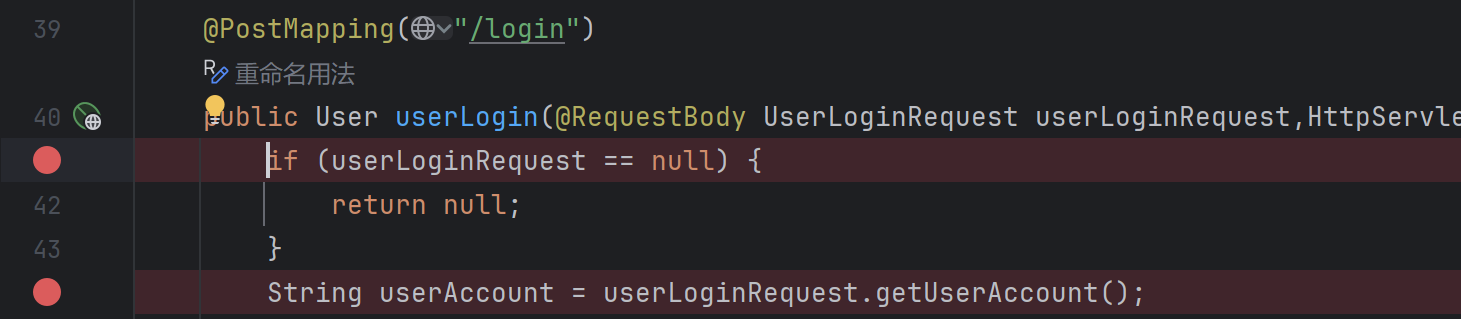 39 @PostMapping("/login")
重命名用法
40 public User userLogin(@RequestBody UserLoginRequest userLoginRequest,HttpServle
if (userLoginRequest == null) {
42 return null;
43 }
String userAccount = userLoginRequest.getUserAccount();